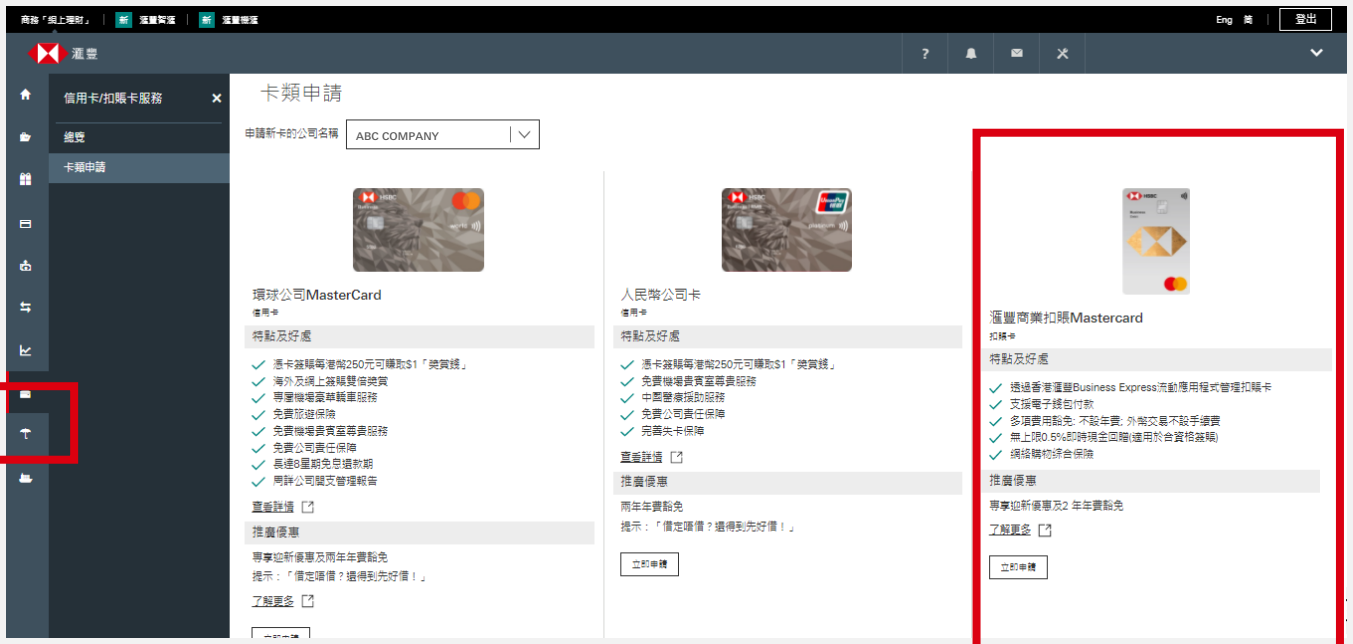 商務「網上理財」 新 滙豐智滙 新 滙豐機滙 Eng 简 登出
滙豐 ?
信用卡/扣賬卡服務 ×
總覽
卡類申請
卡類申請
申請新卡的公司名稱 ABC COMPANY
HSBC
World
環球公司MasterCard
信用卡
特點及好處
憑卡簽賬每港幣250元可賺取$1「獎賞錢」
海外及網上簽賬雙倍獎賞
專屬機場豪華轎車服務
免費旅遊保險
免費機場貴賓室尊貴服務
免費公司責任保障
長達8星期免息還款期
周詳公司開支管理報告
查看詳情
推廣優惠
專享迎新優惠及兩年年費豁免
提示：「借定唔借？還得到先好借！」
了解更多
立即申請
HSBC
UnionPay
platinum
人民幣公司卡
信用卡
特點及好處
憑卡簽賬每港幣250元可賺取$1「獎賞錢」
免費機場貴賓室尊貴服務
中國醫療援助服務
免費公司責任保障
完善失卡保障
查看詳情
推廣優惠
兩年年費豁免
提示：「借定唔借？還得到先好借！」
立即申請
HSBC
Business
滙豐商業扣賬Mastercard
扣賬卡
特點及好處
透過香港滙豐Business Express流動應用程式管理扣賬卡
支援電子錢包付款
多項費用豁免: 不設年費; 外幣交易不設手續費
無上限0.5%即時現金回贈(適用於合資格簽賬)
網絡購物綜合保險
推廣優惠
專享迎新優惠及2 年年費豁免
了解更多
立即申請